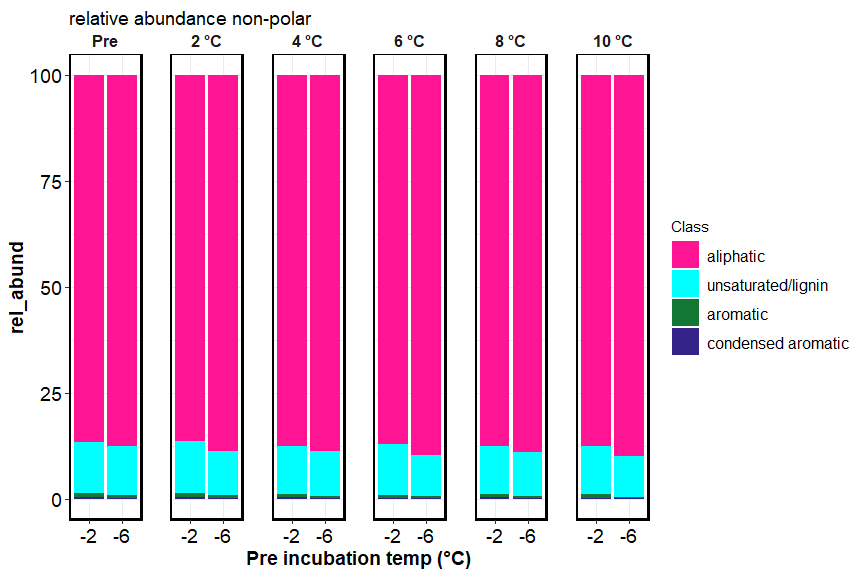 relative abundance non-polar
Pre 2 °C 4 °C 6 °C 8 °C 10 °C
100
75
50
25
0
rel_abund
-2 -6 -2 -6 -2 -6 -2 -6 -2 -6 -2 -6
Pre incubation temp (°C)
Class
aliphatic
unsaturated/lignin
aromatic
condensed aromatic